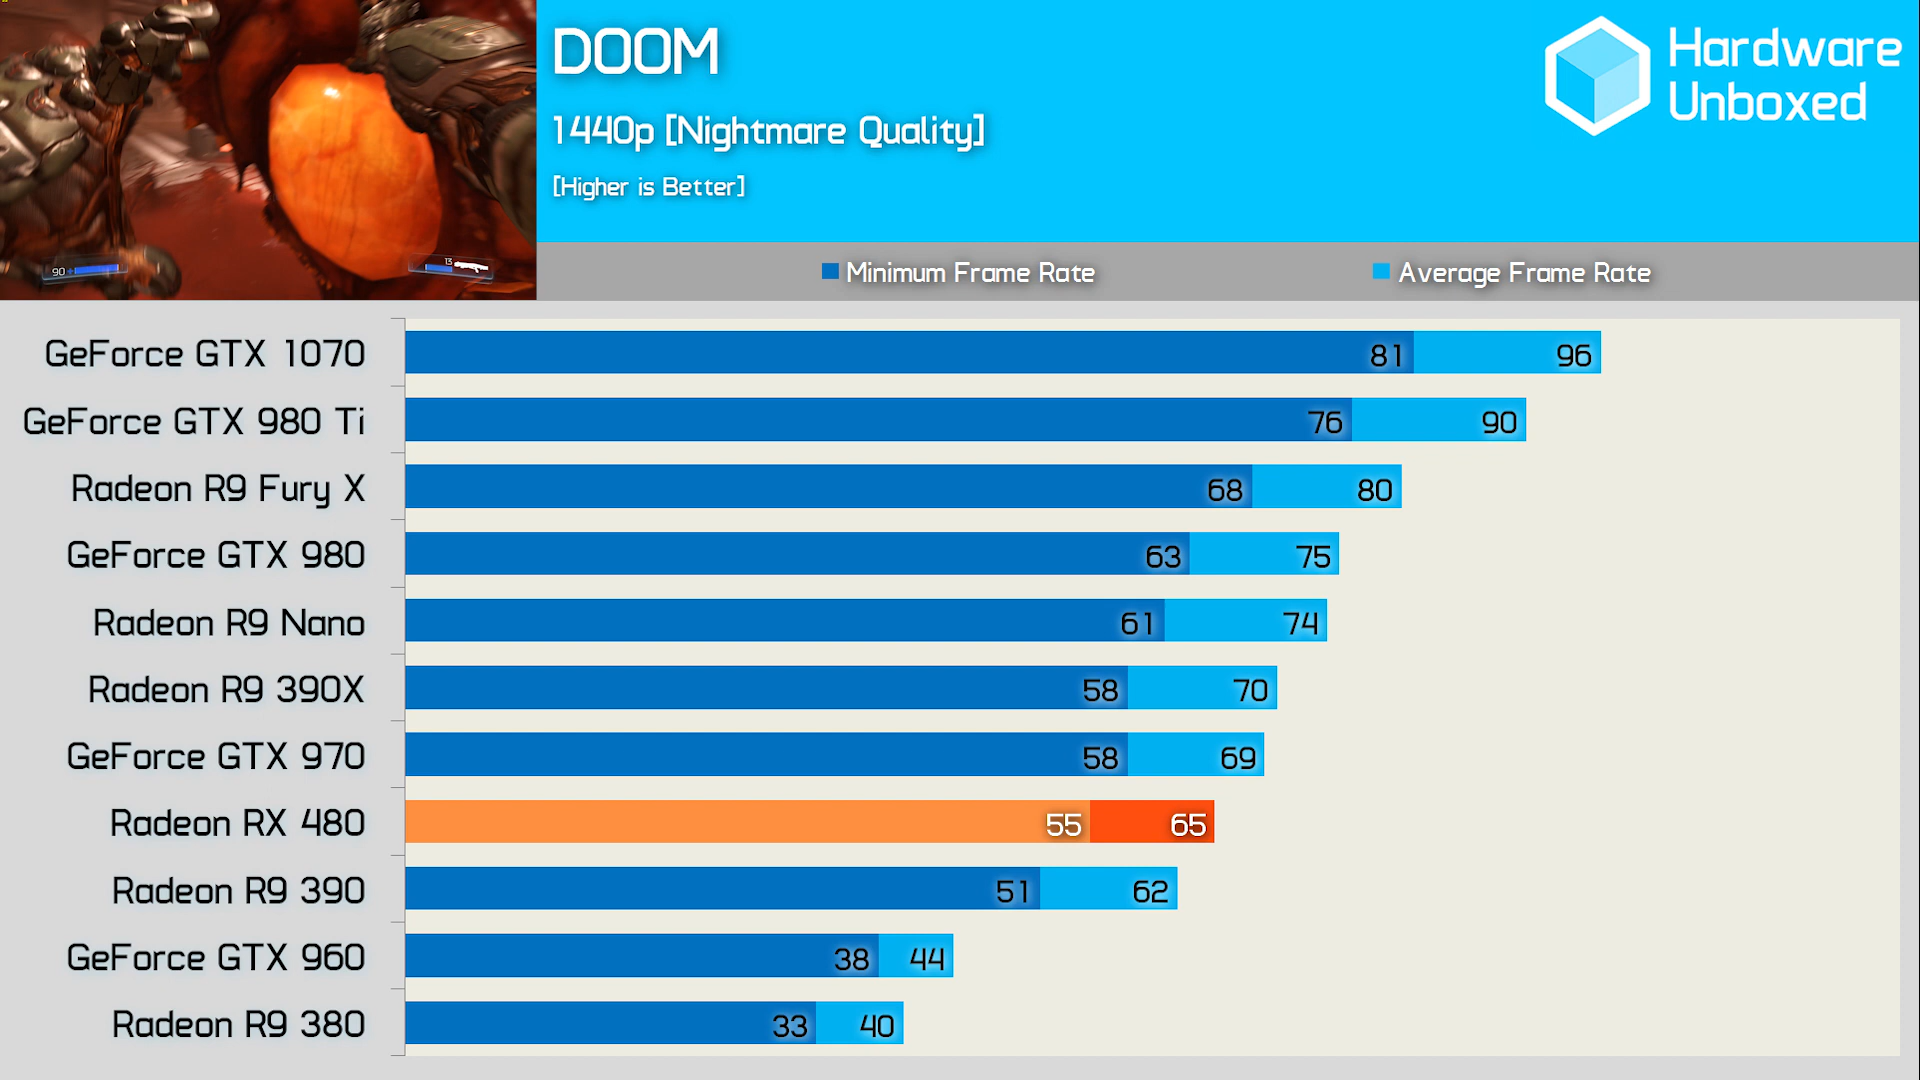 DOOM
1440p [Nightmare Quality]
[Higher is Better]
Hardware
Unboxed
90
13
Minimum Frame Rate
Average Frame Rate
GeForce GTX 1070 81 96
GeForce GTX 980 Ti 76 90
Radeon R9 Fury X 68 80
GeForce GTX 980 63 75
Radeon R9 Nano 61 74
Radeon R9 390X 58 70
GeForce GTX 970 58 69
Radeon RX 480 55 65
Radeon R9 390 51 62
GeForce GTX 960 38 44
Radeon R9 380 33 40